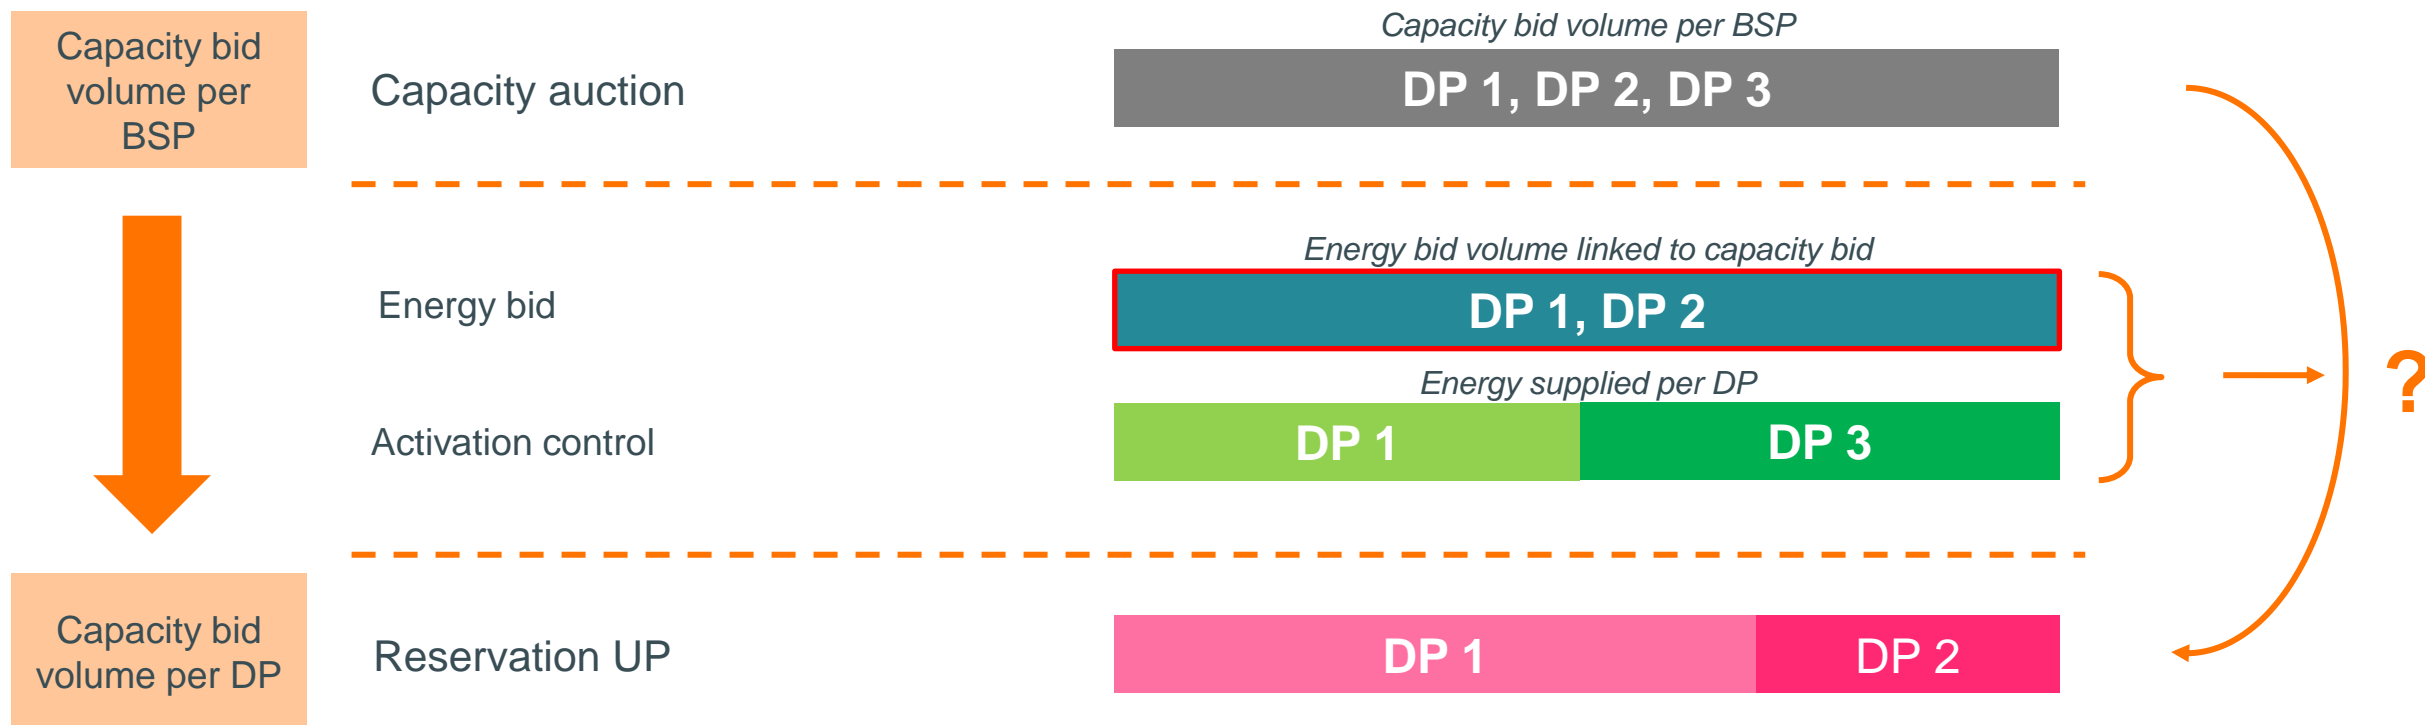 Capacity bid
volume per
BSP
Capacity auction
Capacity bid volume per BSP
DP 1, DP 2, DP 3
Energy bid volume linked to capacity bid
Energy bid
DP 1, DP 2
Energy supplied per DP
Activation control
DP 1
DP 3
?
Capacity bid
volume per DP
Reservation UP
DP 1
DP 2